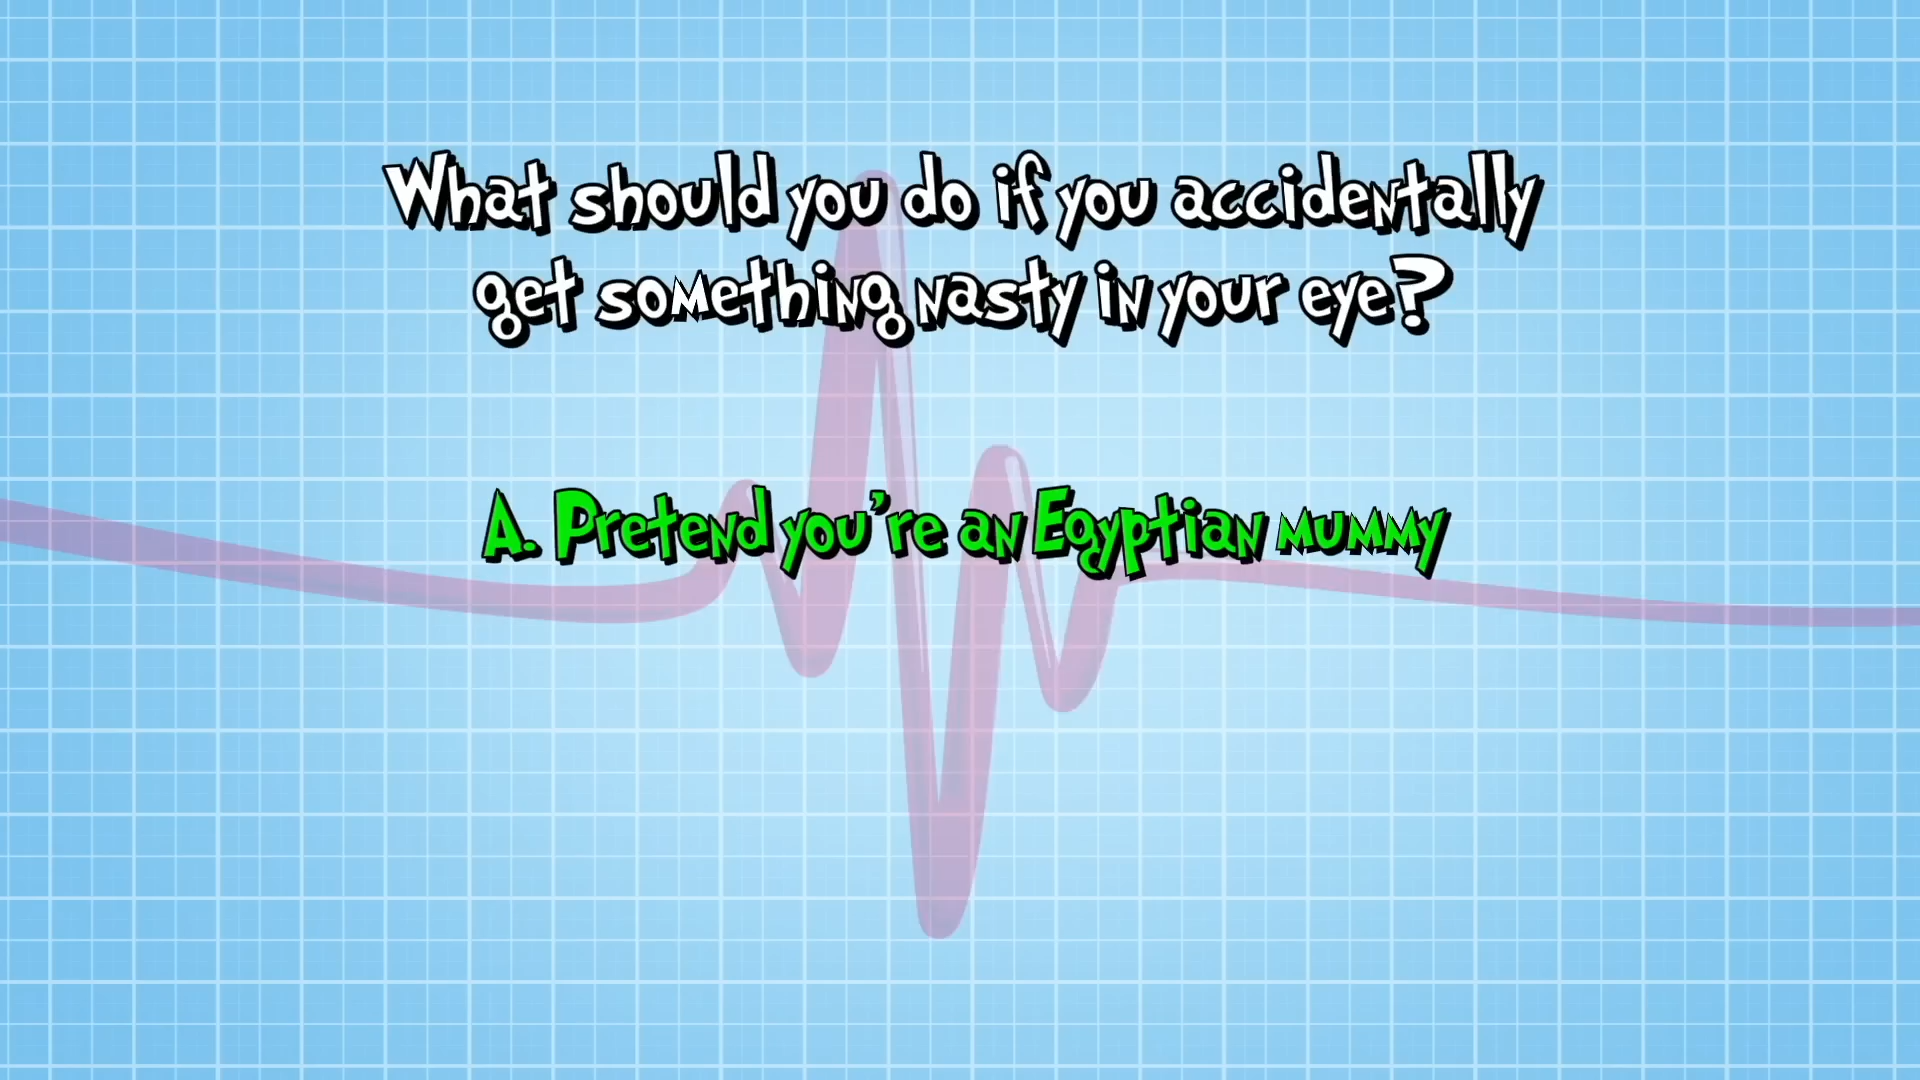 What should you do if you accidentally
get something nasty in your eye?
A. Pretend you're an Egyptian mummy